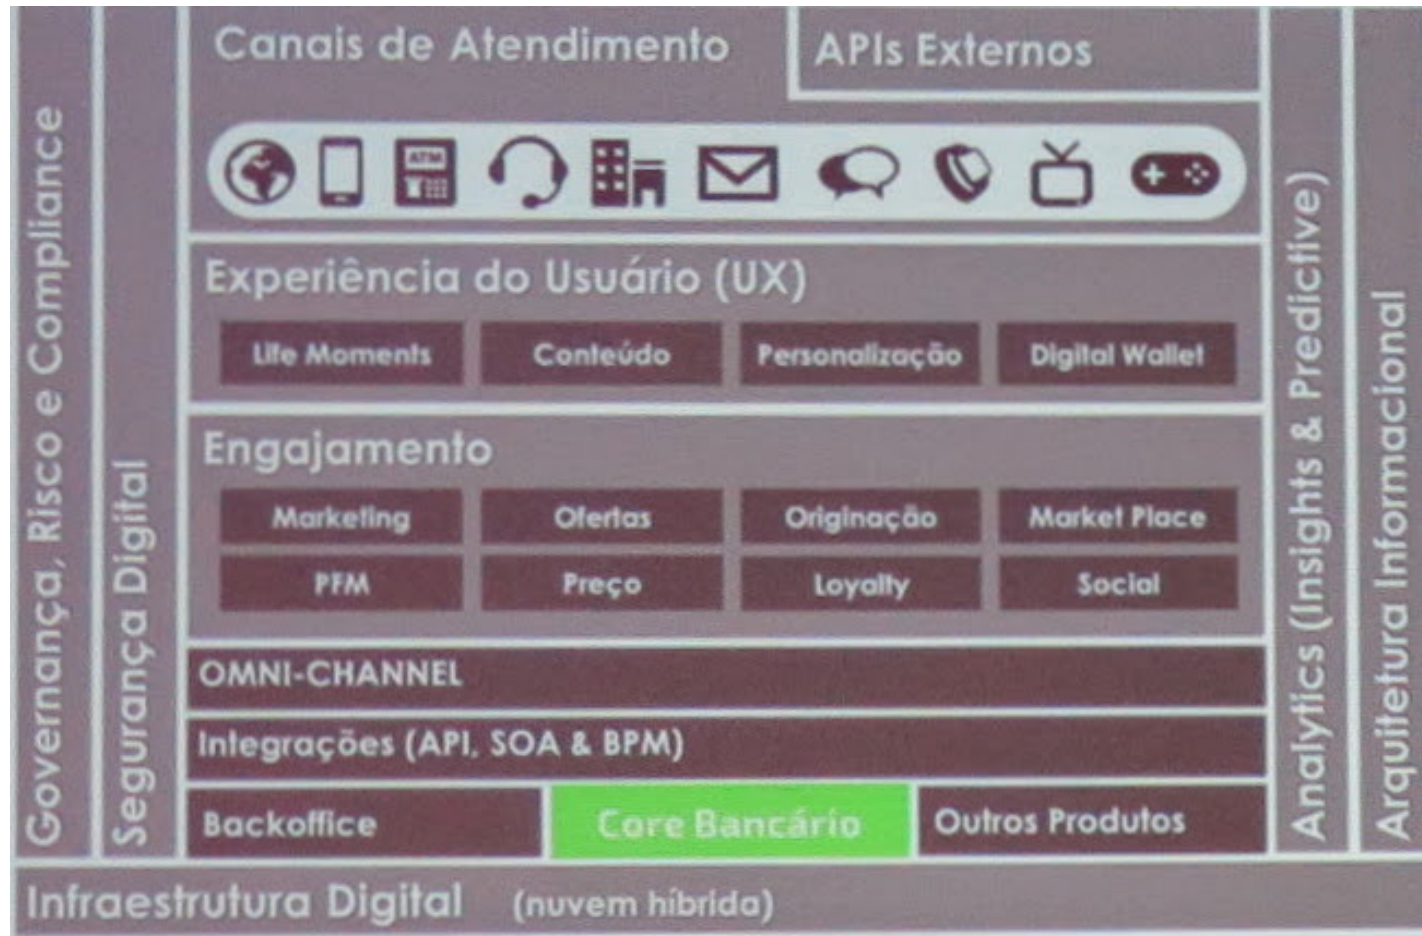 Canais de Atendimento
APIs Externos
ATM
Experiência do Usuário (UX)
Life Moments
Conteúdo
Personalização
Digital Wallet
Engajamento
Marketing
Ofertas
Originação
Market Place
PFM
Preço
Loyalty
Social
OMNI-CHANNEL
Integrações (API, SOA & BPM)
Backoffice
Core Bancário
Outros Produtos
Governança, Risco e Compliance
Segurança Digital
Analytics (Insights & Predictive)
Arquitetura Informacional
Infraestrutura Digital (nuvem híbrida)